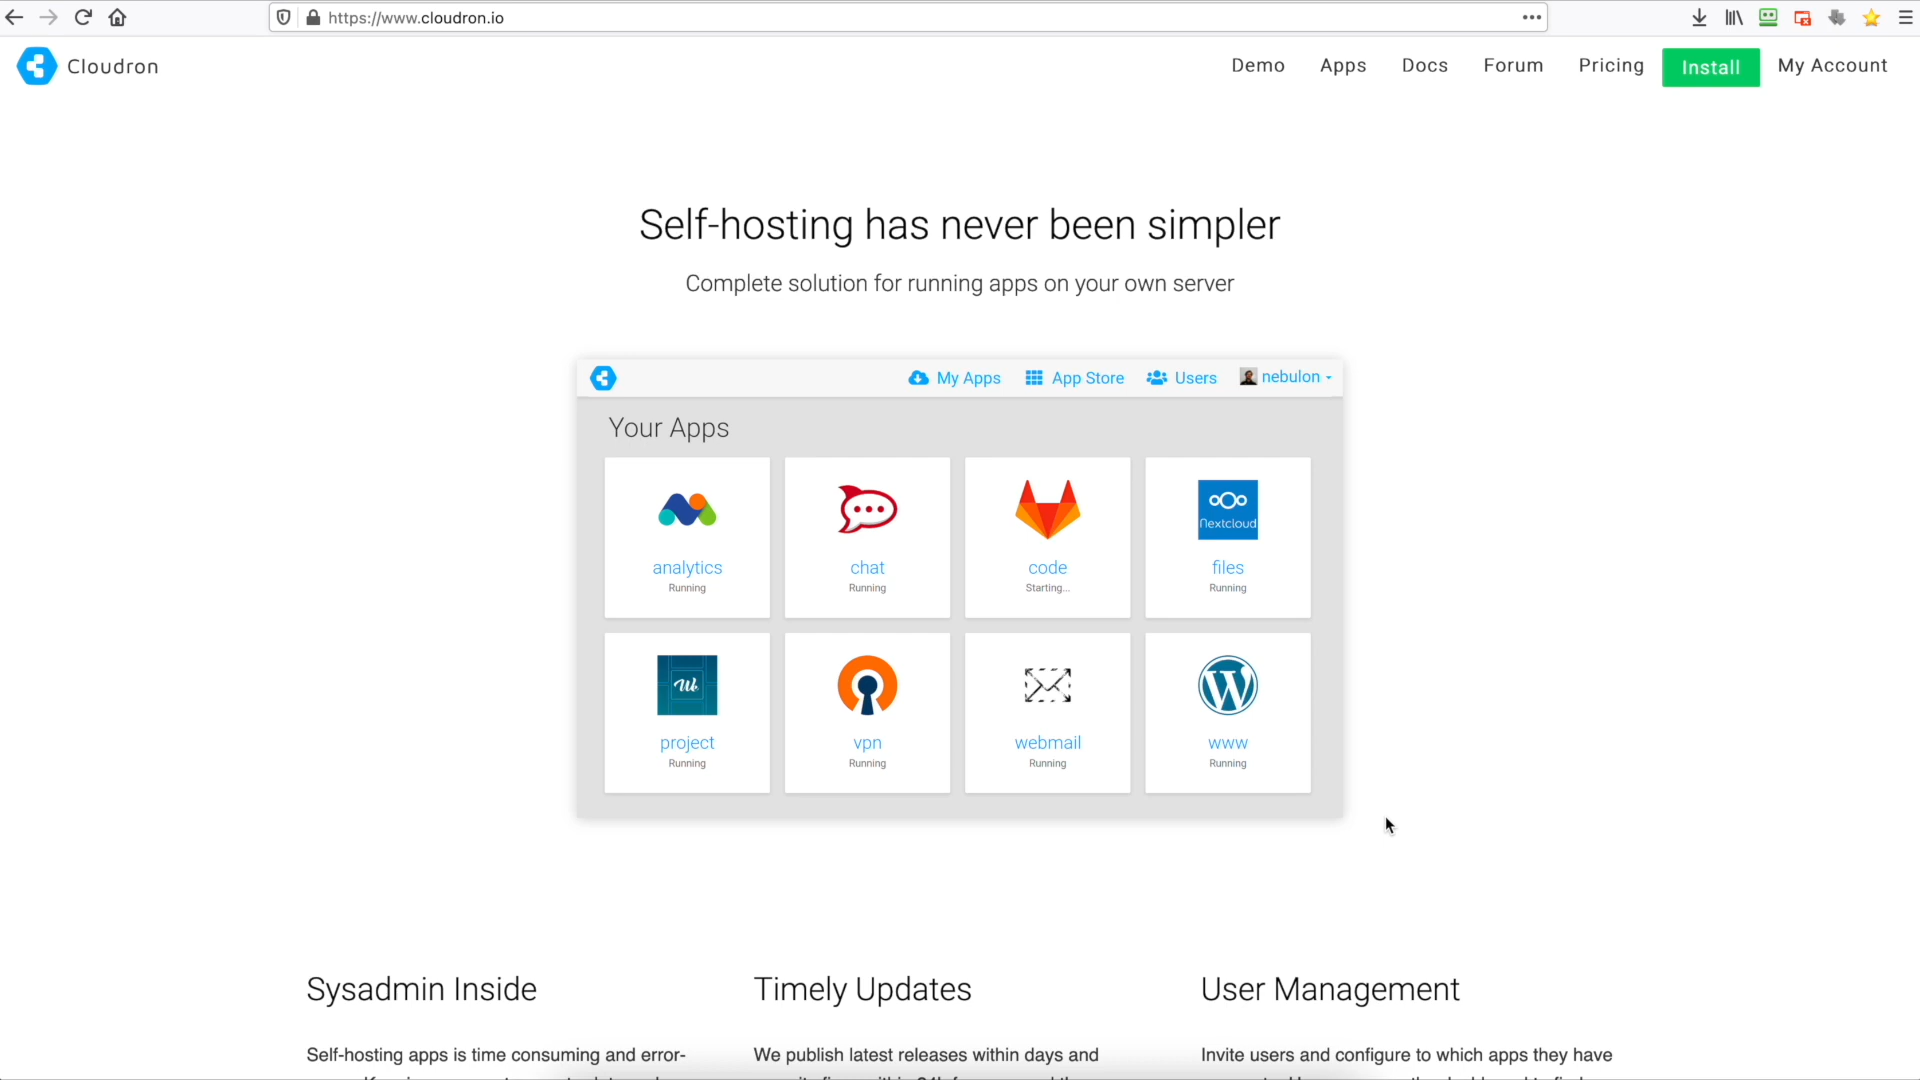 https://www.cloudron.io
Cloudron
Demo Apps Docs Forum Pricing Install My Account
Self-hosting has never been simpler
Complete solution for running apps on your own server
My Apps App Store Users nebulon
Your Apps
analytics
Running
chat
Running
code
Starting...
Nextcloud
files
Running
project
Running
vpn
Running
webmail
Running
www
Running
Sysadmin Inside
Self-hosting apps is time consuming and error-
Timely Updates
We publish latest releases within days and
User Management
Invite users and configure to which apps they have